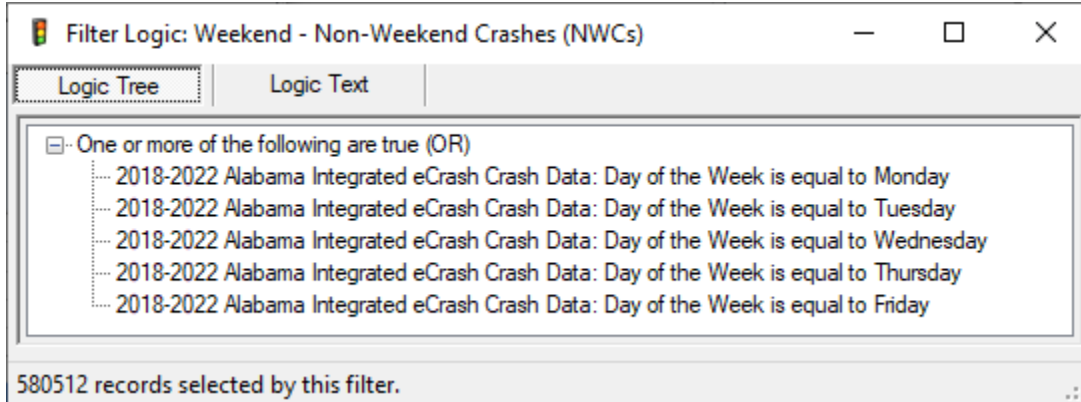 Filter Logic: Weekend - Non-Weekend Crashes (NWCs)
Logic Tree Logic Text
One or more of the following are true (OR)
2018-2022 Alabama Integrated eCrash Crash Data: Day of the Week is equal to Monday
2018-2022 Alabama Integrated eCrash Crash Data: Day of the Week is equal to Tuesday
2018-2022 Alabama Integrated eCrash Crash Data: Day of the Week is equal to Wednesday
2018-2022 Alabama Integrated eCrash Crash Data: Day of the Week is equal to Thursday
2018-2022 Alabama Integrated eCrash Crash Data: Day of the Week is equal to Friday
580512 records selected by this filter.